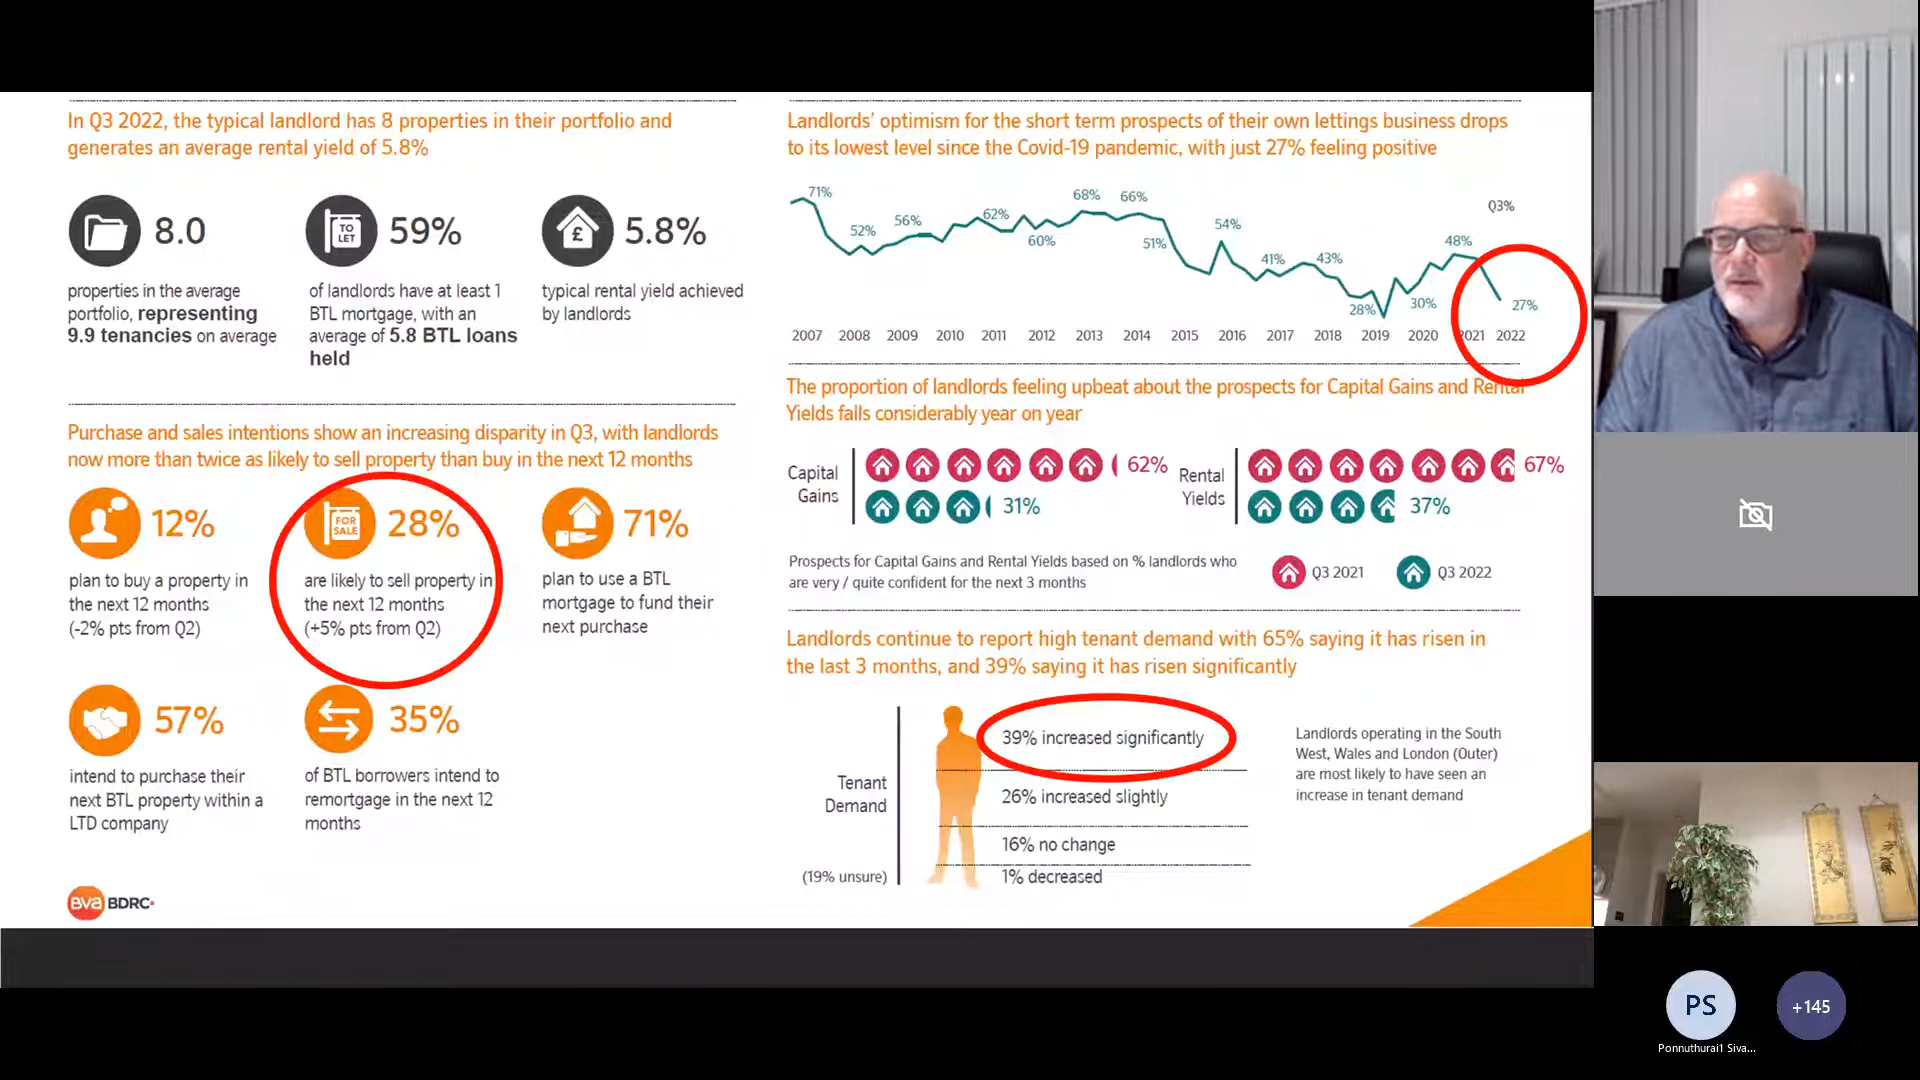 In Q3 2022, the typical landlord has 8 properties in their portfolio and
generates an average rental yield of 5.8%
8.0
properties in the average
portfolio, representing
9.9 tenancies on average
TO
LET
59%
of landlords have at least 1
BTL mortgage, with an
average of 5.8 BTL loans
held
£
5.8%
typical rental yield achieved
by landlords
Purchase and sales intentions show an increasing disparity in Q3, with landlords
now more than twice as likely to sell property than buy in the next 12 months
12%
plan to buy a property in
the next 12 months
(-2% pts from Q2)
FOR
SALE
28%
are likely to sell property in
the next 12 months
(+5% pts from Q2)
71%
plan to use a BTL
mortgage to fund their
next purchase
57%
intend to purchase their
next BTL property within a
LTD company
35%
of BTL borrowers intend to
remortgage in the next 12
months
BVA BDRC
Landlords' optimism for the short term prospects of their own lettings business drops
to its lowest level since the Covid-19 pandemic, with just 27% feeling positive
Q3%
71%
52%
56%
62%
60%
68%
66%
51%
54%
41%
43%
28%
30%
48%
27%
2007 2008 2009 2010 2011 2012 2013 2014 2015 2016 2017 2018 2019 2020 2021 2022
The proportion of landlords feeling upbeat about the prospects for Capital Gains and Rental
Yields falls considerably year on year
Capital
Gains
62%
31%
Rental
Yields
67%
37%
Prospects for Capital Gains and Rental Yields based on % landlords who
are very / quite confident for the next 3 months
Q3 2021
Q3 2022
Landlords continue to report high tenant demand with 65% saying it has risen in
the last 3 months, and 39% saying it has risen significantly
Tenant
Demand
(19% unsure)
39% increased significantly
26% increased slightly
16% no change
1% decreased
Landlords operating in the South
West, Wales and London (Outer)
are most likely to have seen an
increase in tenant demand
PS
+145
Ponnuthurai1 Siva...